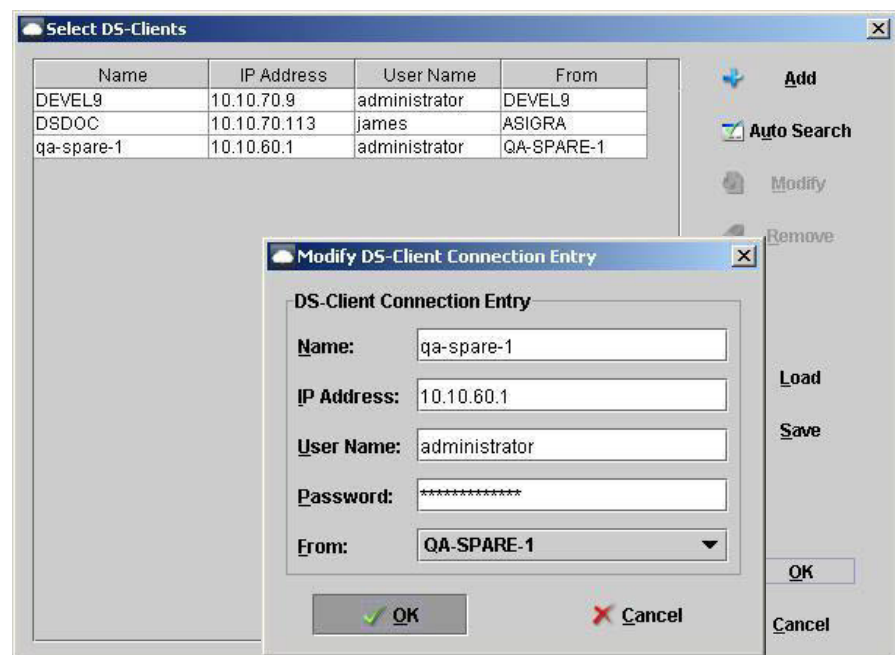 Select DS-Clients
Name IP Address User Name From
DEVEL9 10.10.70.9 administrator DEVEL9
DSDOC 10.10.70.113 james ASIGRA
qa-spare-1 10.10.60.1 administrator QA-SPARE-1
Add
Auto Search
Modify
Remove
Load
Save
OK
Cancel
Modify DS-Client Connection Entry
DS-Client Connection Entry
Name: qa-spare-1
IP Address: 10.10.60.1
User Name: administrator
Password: *************
From: QA-SPARE-1
OK Cancel